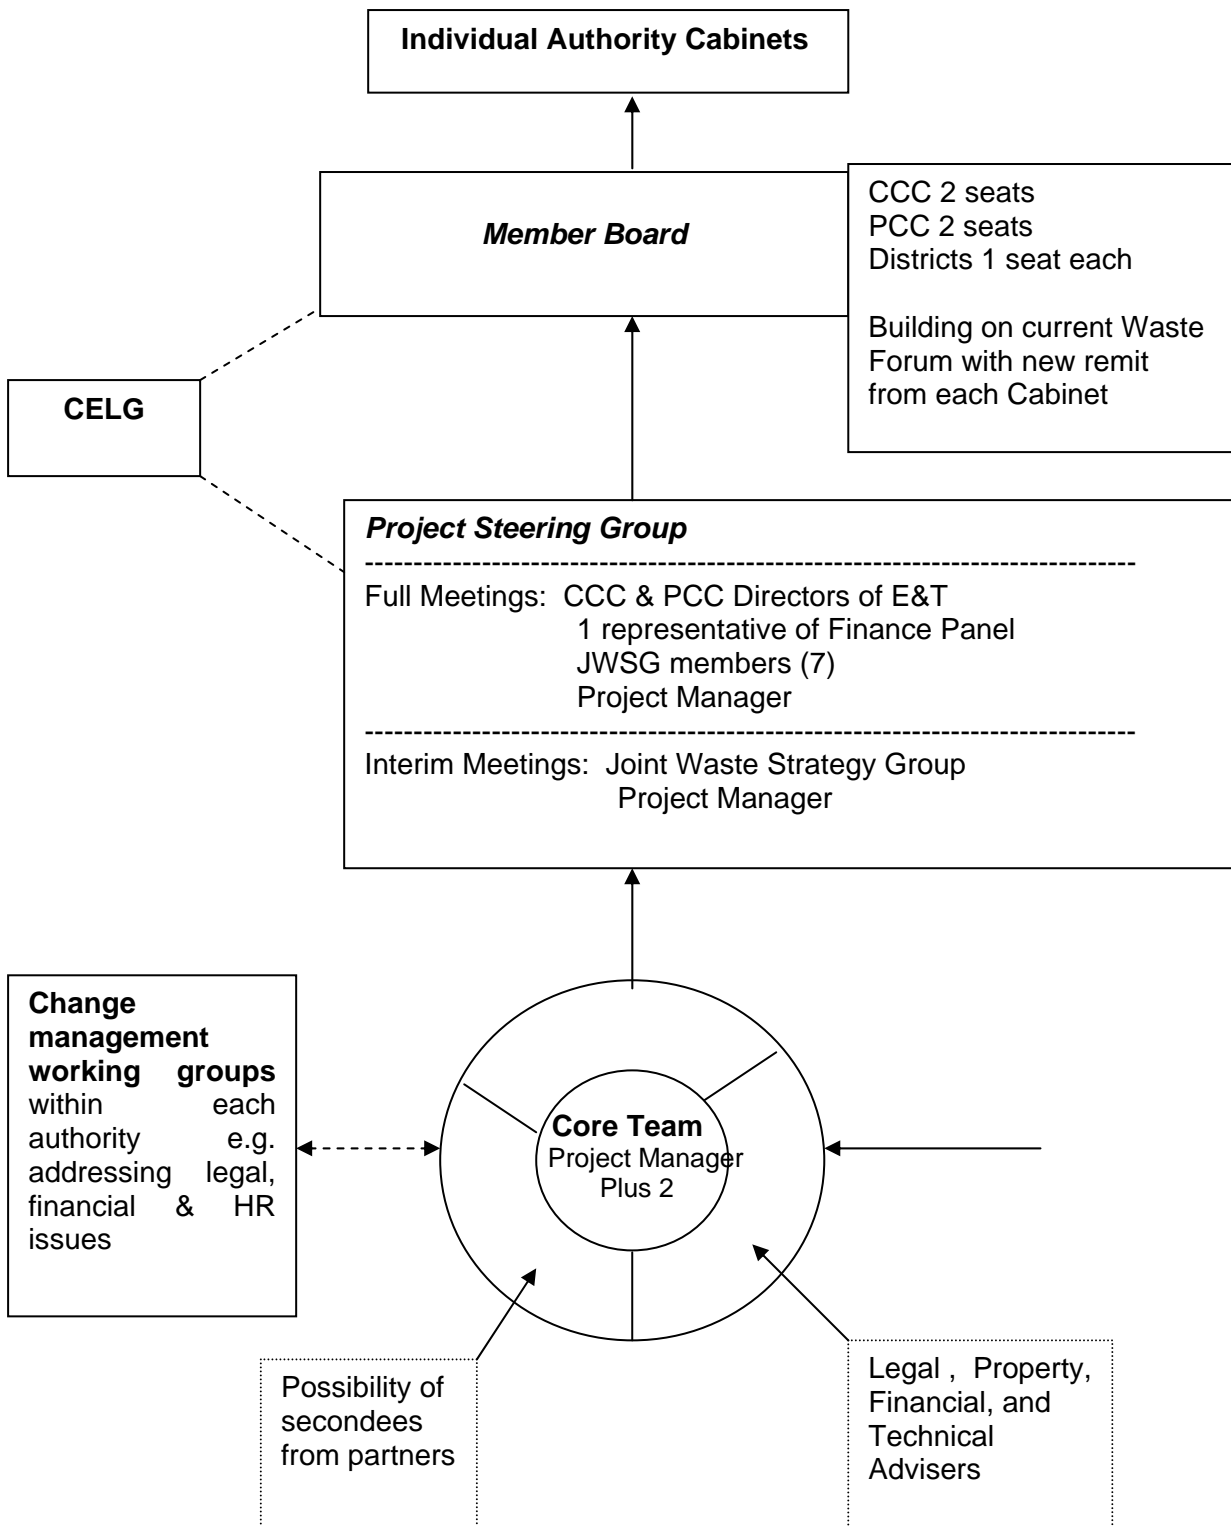 Individual Authority Cabinets
Member Board
CCC 2 seats
PCC 2 seats
Districts 1 seat each
Building on current Waste
Forum with new remit
from each Cabinet
CELG
Project Steering Group
Full Meetings: CCC & PCC Directors of E&T
1 representative of Finance Panel
JWSG members (7)
Project Manager
Interim Meetings: Joint Waste Strategy Group
Project Manager
Change
management
working groups
within each
authority e.g.
addressing legal,
financial & HR
issues
Core Team
Project Manager
Plus 2
Possibility of
secondees
from partners
Legal , Property,
Financial, and
Technical
Advisers